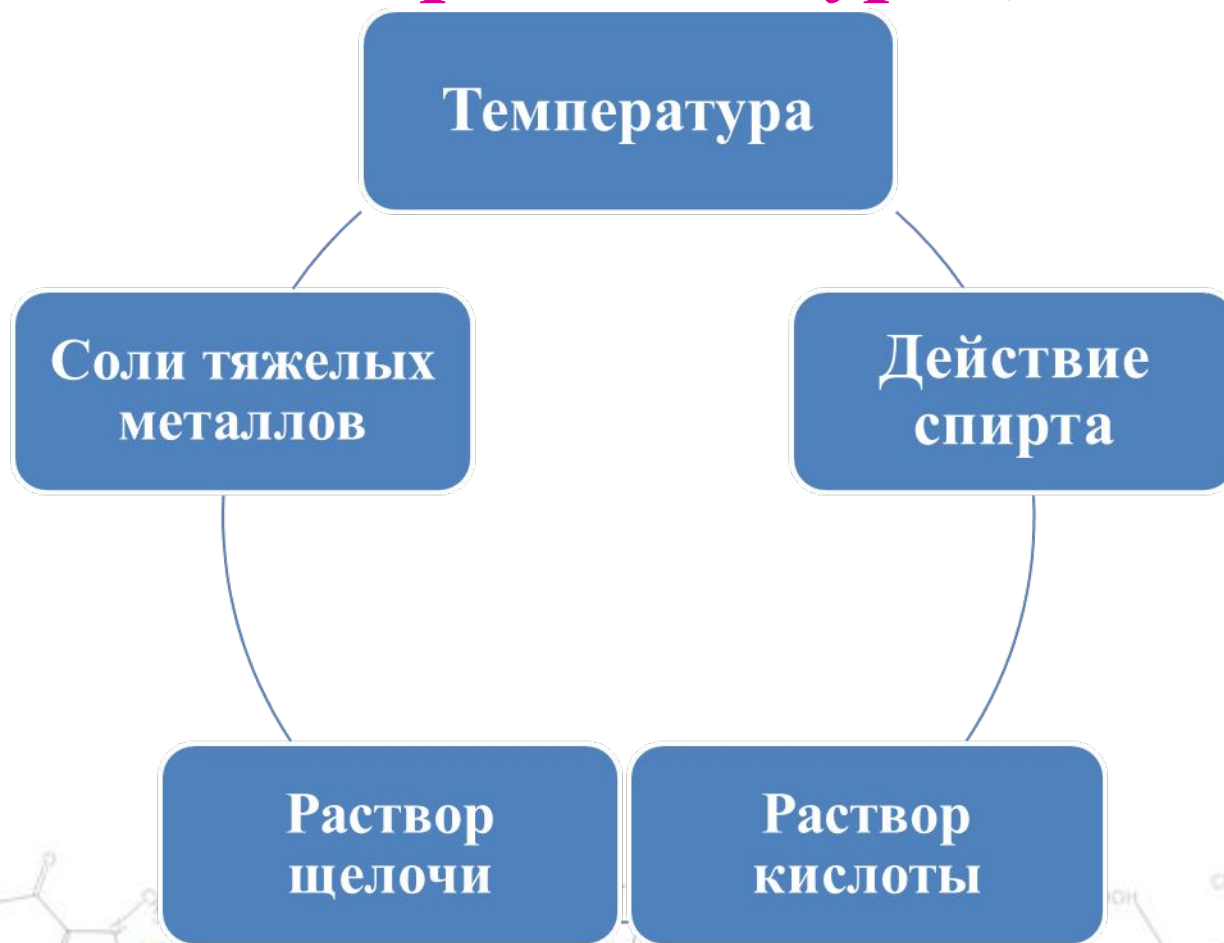 Температура
Соли тяжелых
металлов
Действие
спирта
Раствор
щелочи
Раствор
кислоты